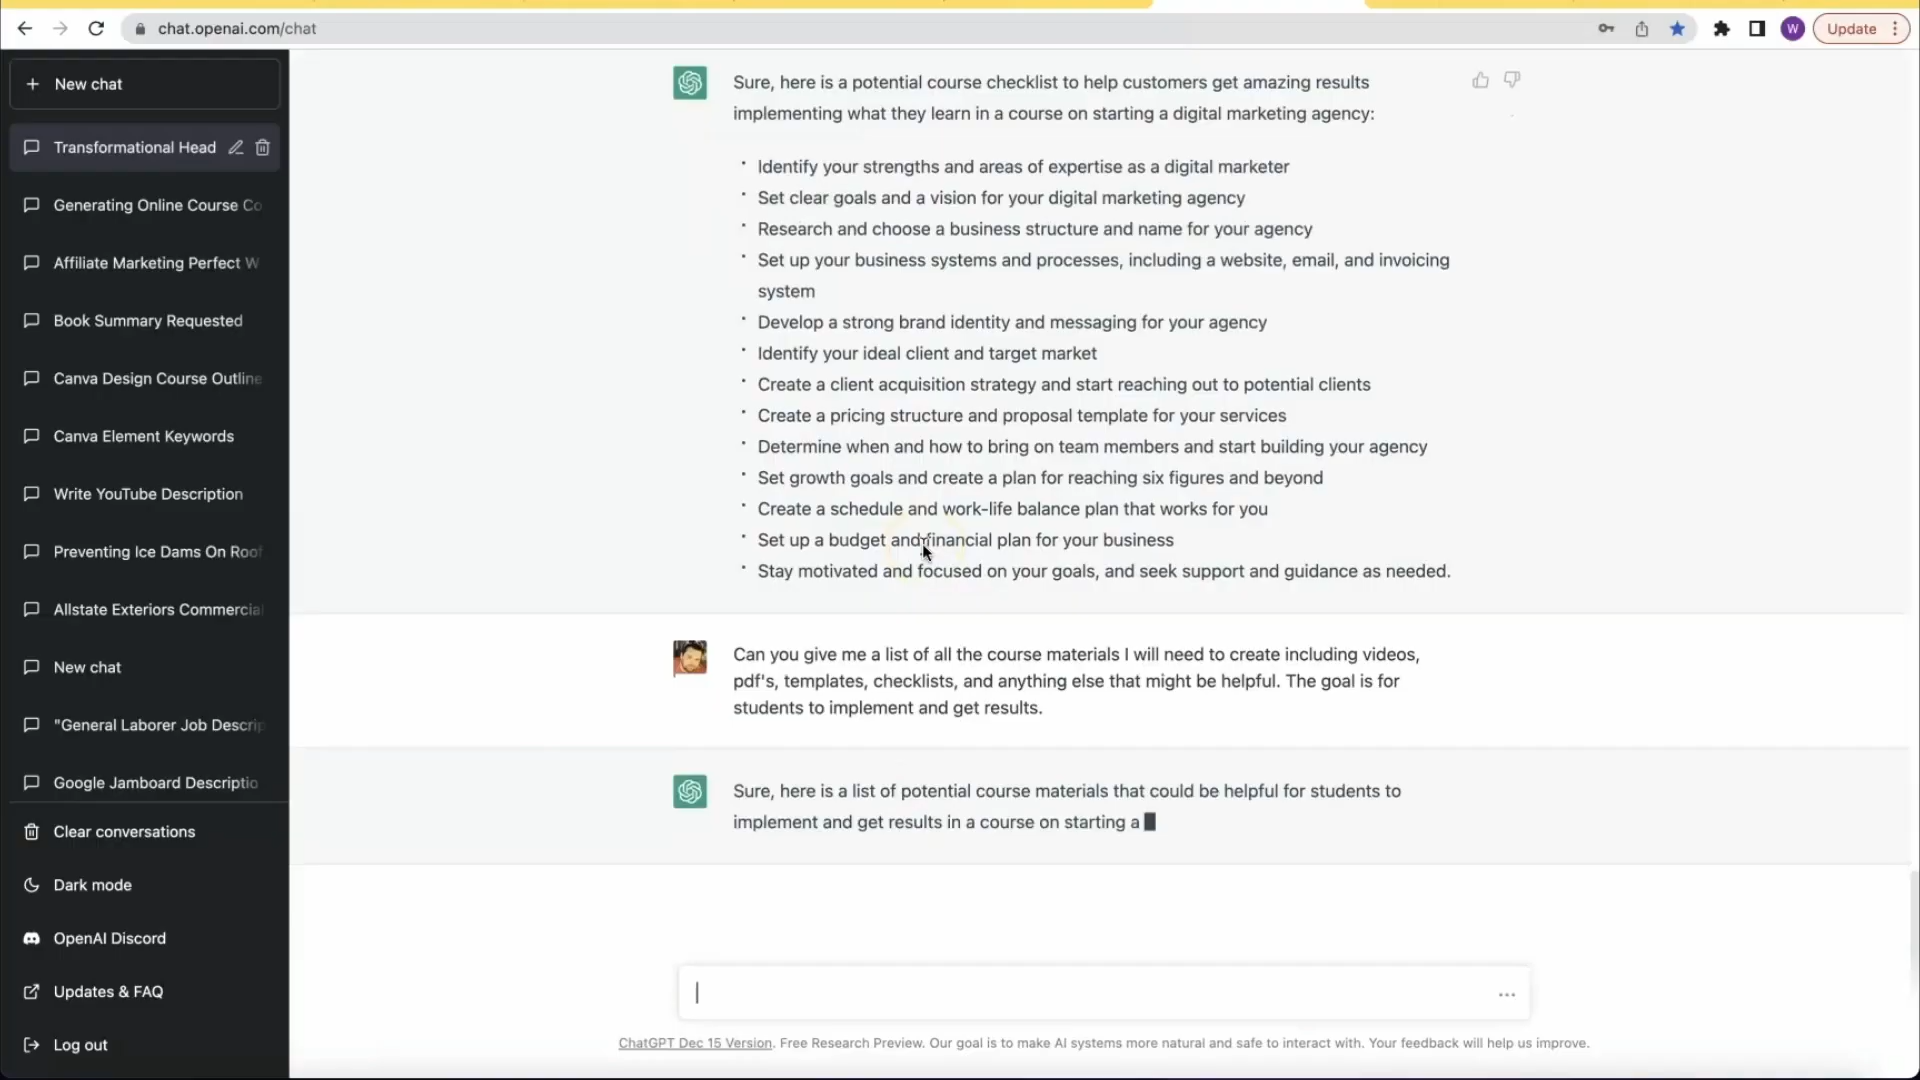 chat.openai.com/chat
W
Update
New chat
Transformational Head
Generating Online Course Co
Affiliate Marketing Perfect W
Book Summary Requested
Canva Design Course Outline
Canva Element Keywords
Write YouTube Description
Preventing Ice Dams On Roof
Allstate Exteriors Commercia
New chat
"General Laborer Job Descrip
Google Jamboard Descriptio
Clear conversations
Dark mode
OpenAI Discord
Updates & FAQ
Log out
Sure, here is a potential course checklist to help customers get amazing results
implementing what they learn in a course on starting a digital marketing agency:
· Identify your strengths and areas of expertise as a digital marketer
· Set clear goals and a vision for your digital marketing agency
· Research and choose a business structure and name for your agency
· Set up your business systems and processes, including a website, email, and invoicing
system
· Develop a strong brand identity and messaging for your agency
· Identify your ideal client and target market
· Create a client acquisition strategy and start reaching out to potential clients
· Create a pricing structure and proposal template for your services
· Determine when and how to bring on team members and start building your agency
· Set growth goals and create a plan for reaching six figures and beyond
· Create a schedule and work-life balance plan that works for you
· Set up a budget and financial plan for your business
· Stay motivated and focused on your goals, and seek support and guidance as needed.
Can you give me a list of all the course materials I will need to create including videos,
pdf's, templates, checklists, and anything else that might be helpful. The goal is for
students to implement and get results.
Sure, here is a list of potential course materials that could be helpful for students to
implement and get results in a course on starting a
ChatGPT Dec 15 Version. Free Research Preview. Our goal is to make AI systems more natural and safe to interact with. Your feedback will help us improve.